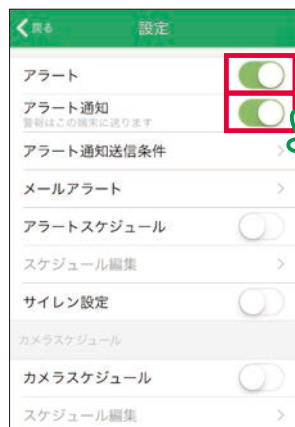 戻る
設定
アラート
アラート通知
警報はこの端末に送ります
アラート通知送信条件
メールアラート
アラートスケジュール
スケジュール編集
サイレン設定
カメラスケジュール
カメラスケジュール
スケジュール編集